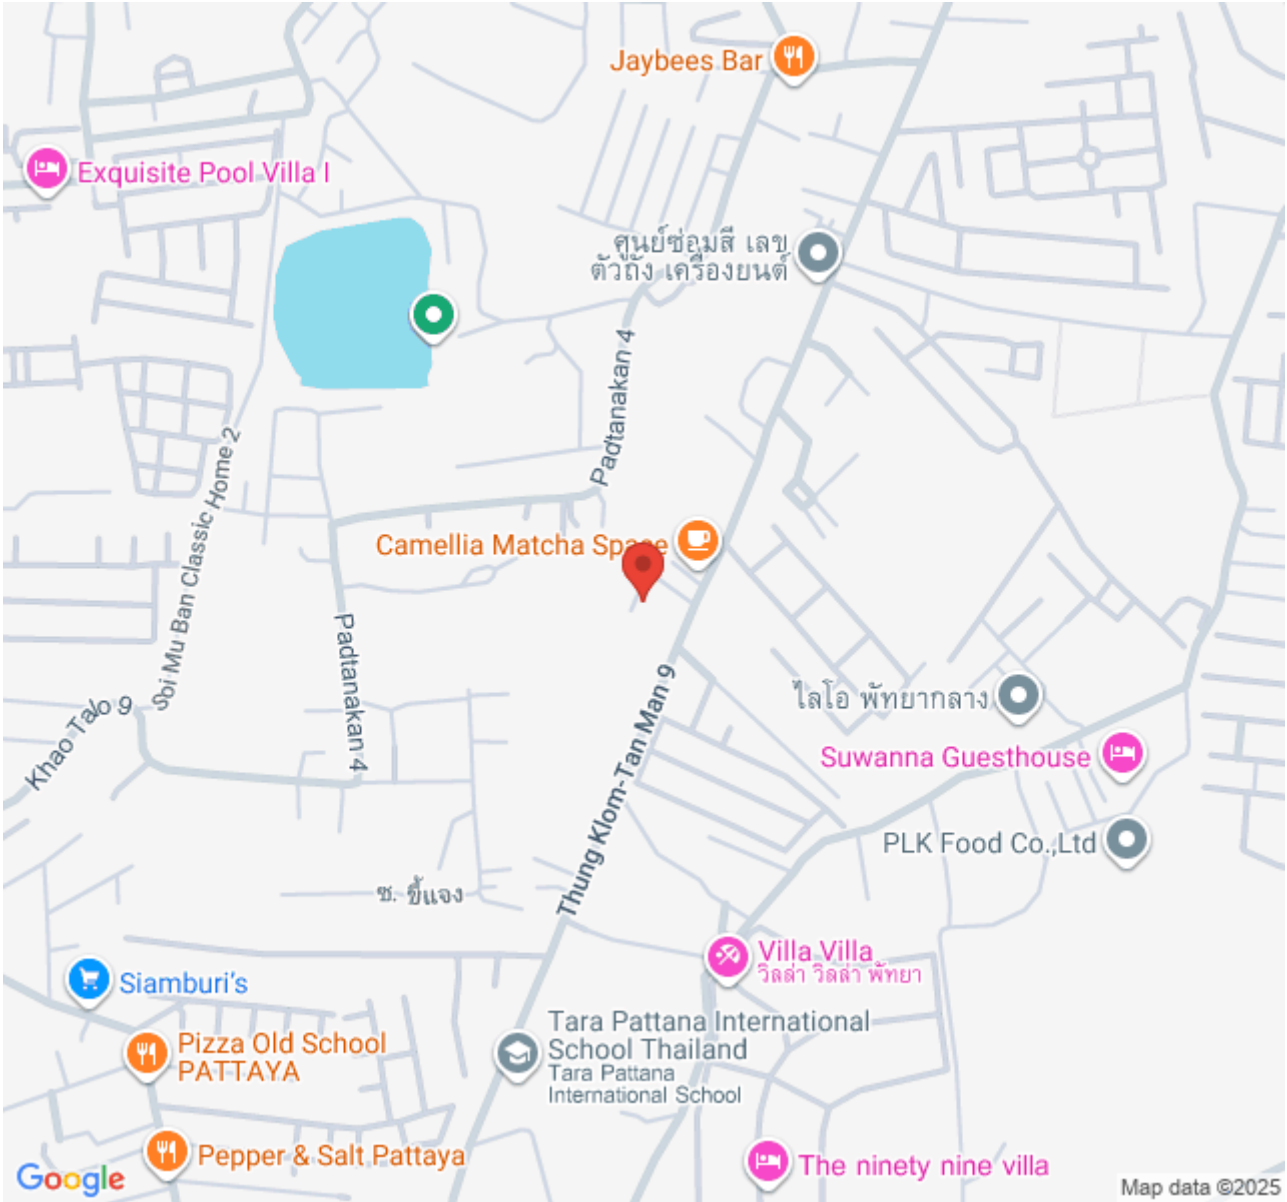 Jaybees Bar
Exquisite Pool Villa I
ศูนย์ซ่อมสี เลข
ตัวถัง เครื่องยนต์
Padtanakan 4
Soi Mu Ban Classic Home 2
Camellia Matcha Space
Padtanakan 4
Khao Talo 9
Thung Klom-Tan Man 9
ไลโอ พัทยากลาง
Suwanna Guesthouse
PLK Food Co.,Ltd
ซ. ขี้แจง
Villa Villa
วิลล่า วิลล่า พัทยา
Siamburi's
Tara Pattana International
School Thailand
Tara Pattana
International School
Pizza Old School
PATTAYA
Pepper & Salt Pattaya
The ninety nine villa
Google
Map data ©2025